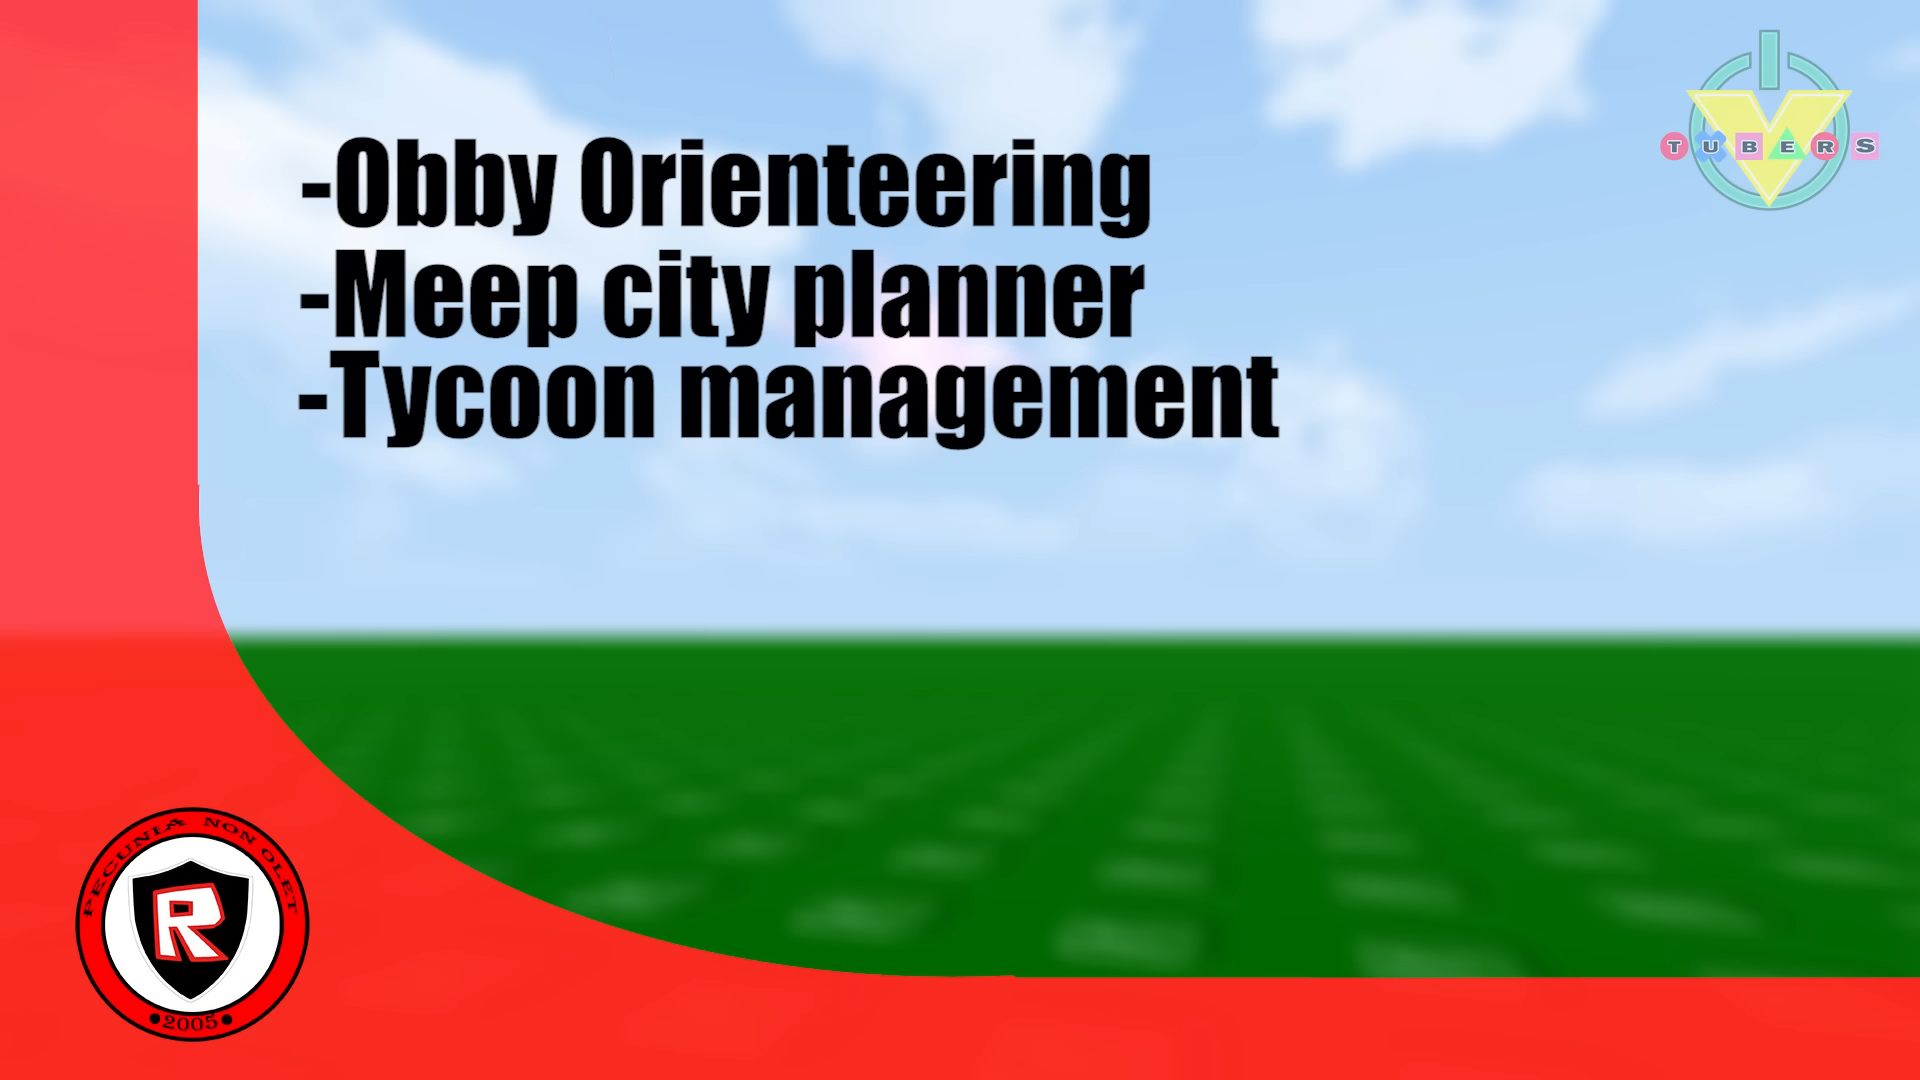 -Obby Orienteering
-Meep city planner
-Tycoon management
TUBERS
PECUNIA NON OLET
R
•2005•